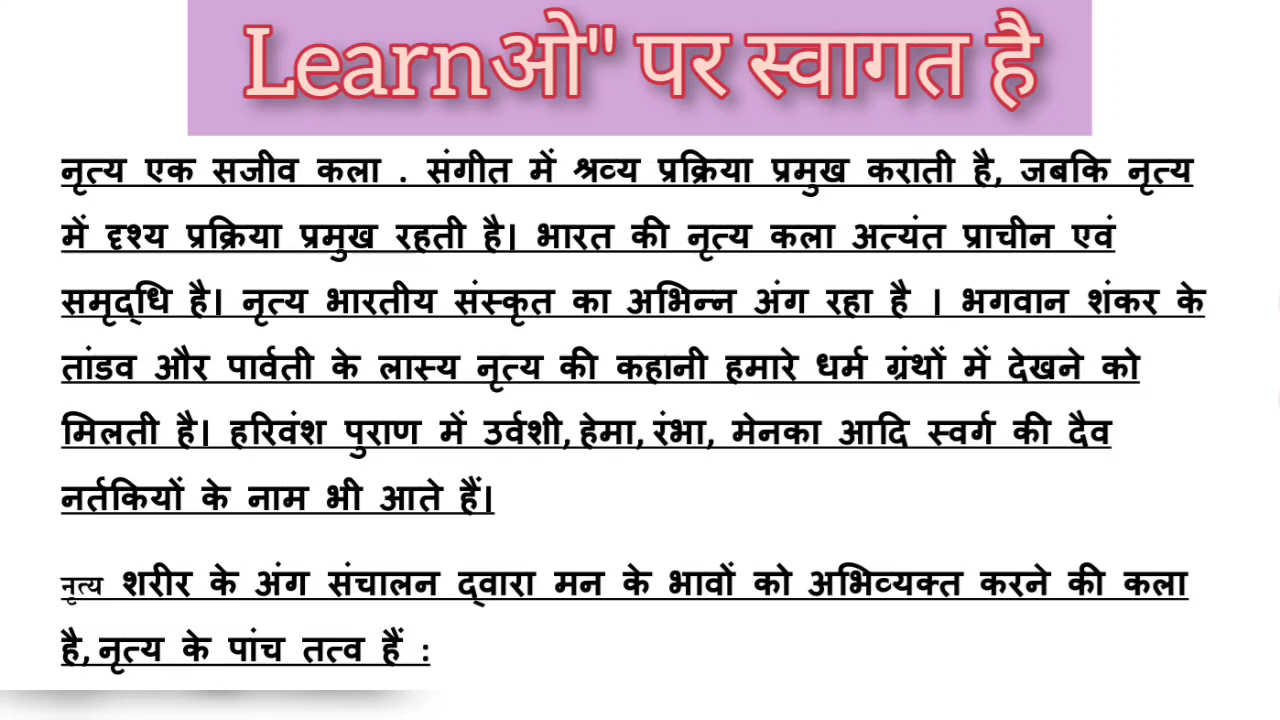 Learnओ" पर स्वागत है
नृत्य एक सजीव कला . संगीत में श्रव्य प्रक्रिया प्रमुख कराती है, जबकि नृत्य
में दृश्य प्रक्रिया प्रमुख रहती है। भारत की नृत्य कला अत्यंत प्राचीन एवं
समृद्धि है। नृत्य भारतीय संस्कृत का अभिन्न अंग रहा है । भगवान शंकर के
तांडव और पार्वती के लास्य नृत्य की कहानी हमारे धर्म ग्रंथों में देखने को
मिलती है। हरिवंश पुराण में उर्वशी, हेमा, रंभा, मेनका आदि स्वर्ग की दैव
नर्तकियों के नाम भी आते हैं।
नृत्य शरीर के अंग संचालन द्वारा मन के भावों को अभिव्यक्त करने की कला
है, नृत्य के पांच तत्व हैं :